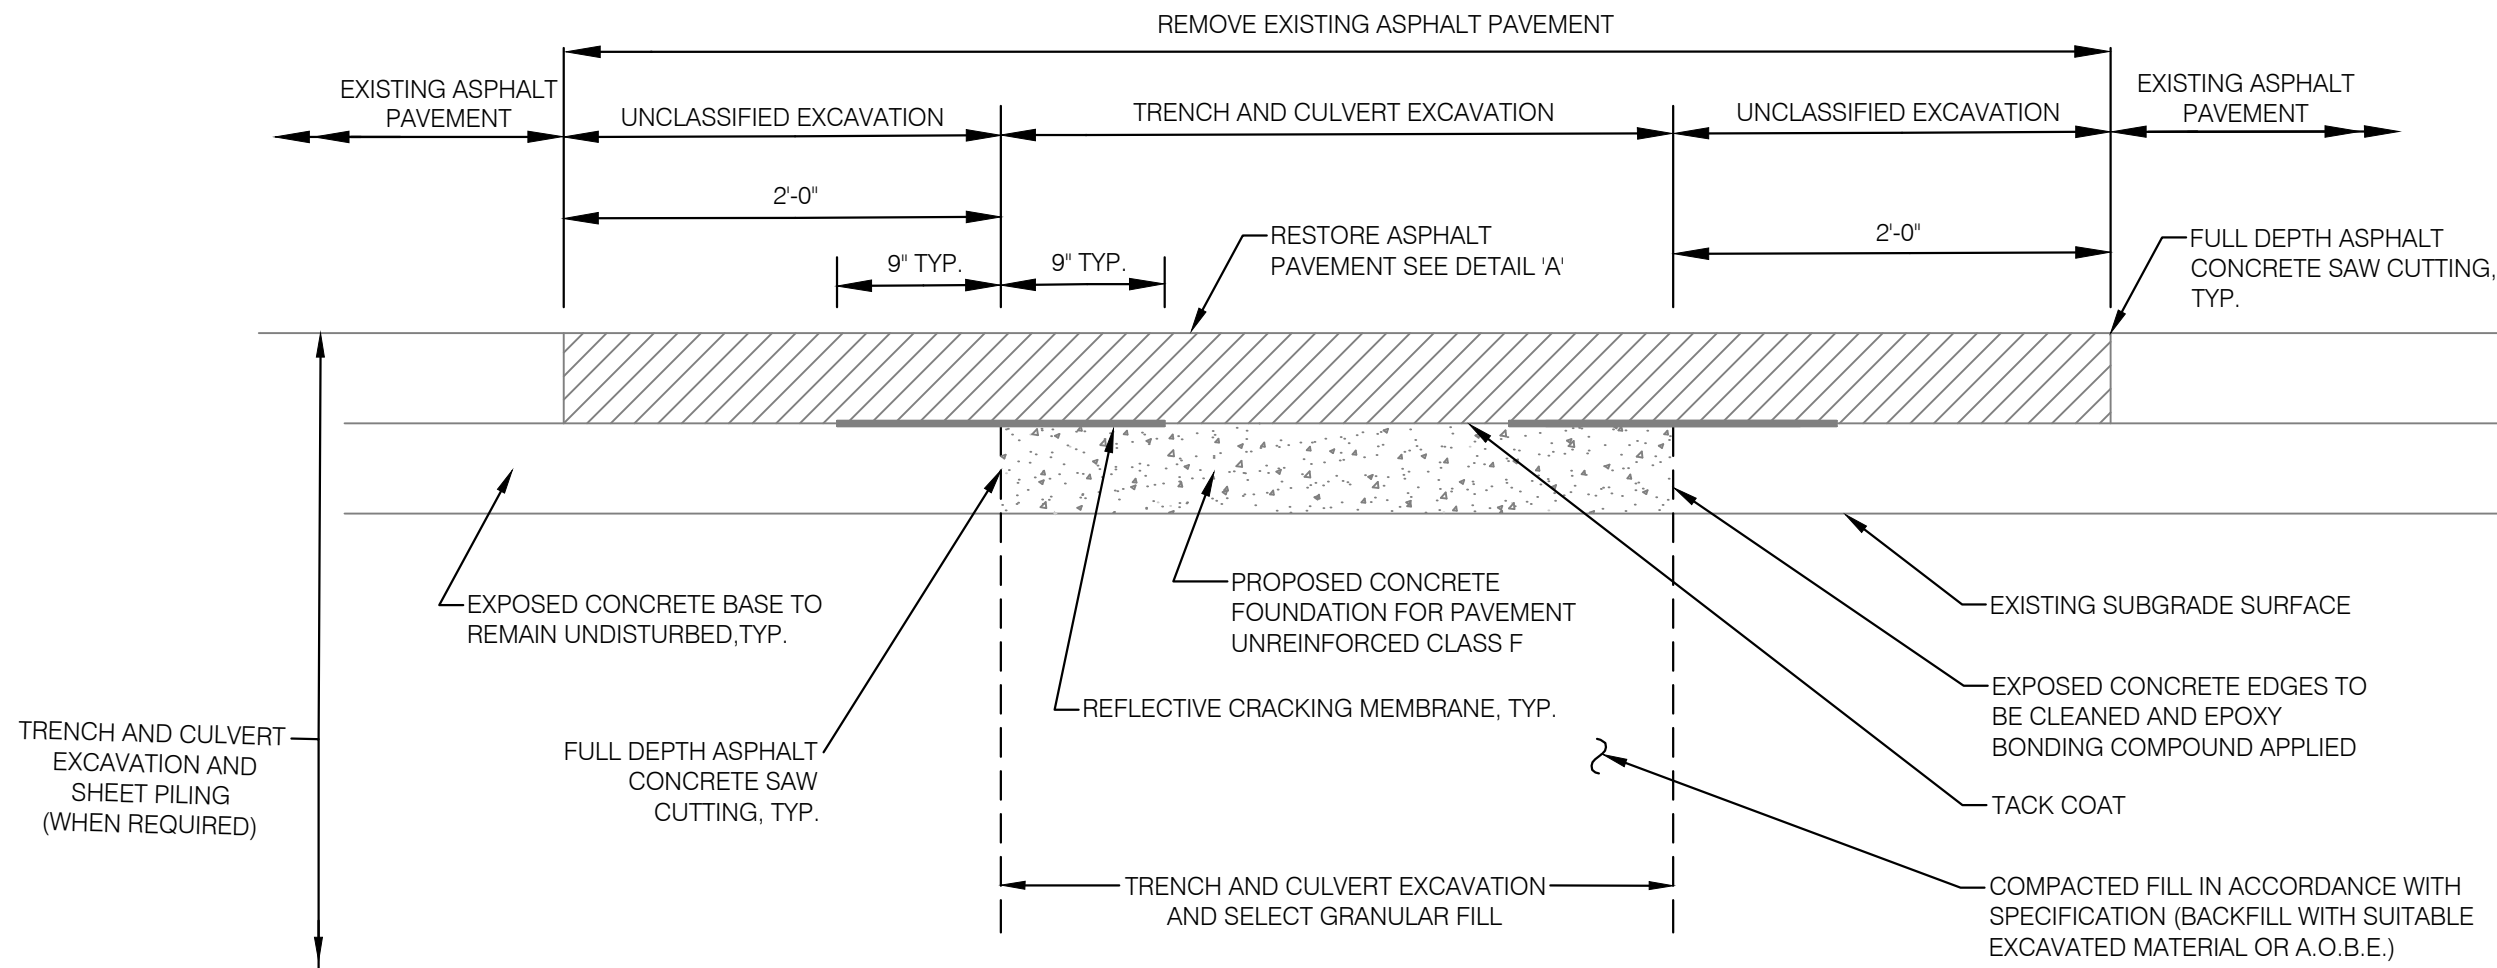 REMOVE EXISTING ASPHALT PAVEMENT
EXISTING ASPHALT
PAVEMENT
UNCLASSIFIED EXCAVATION
TRENCH AND CULVERT EXCAVATION
UNCLASSIFIED EXCAVATION
EXISTING ASPHALT
PAVEMENT
2'-0"
9" TYP.
9" TYP.
RESTORE ASPHALT
PAVEMENT SEE DETAIL 'A'
2'-0"
FULL DEPTH ASPHALT
CONCRETE SAW CUTTING,
TYP.
EXPOSED CONCRETE BASE TO
REMAIN UNDISTURBED,TYP.
PROPOSED CONCRETE
FOUNDATION FOR PAVEMENT
UNREINFORCED CLASS F
EXISTING SUBGRADE SURFACE
REFLECTIVE CRACKING MEMBRANE, TYP.
EXPOSED CONCRETE EDGES TO
BE CLEANED AND EPOXY
BONDING COMPOUND APPLIED
TRENCH AND CULVERT
EXCAVATION AND
SHEET PILING
(WHEN REQUIRED)
FULL DEPTH ASPHALT
CONCRETE SAW
CUTTING, TYP.
TACK COAT
TRENCH AND CULVERT EXCAVATION
AND SELECT GRANULAR FILL
COMPACTED FILL IN ACCORDANCE WITH
SPECIFICATION (BACKFILL WITH SUITABLE
EXCAVATED MATERIAL OR A.O.B.E.)